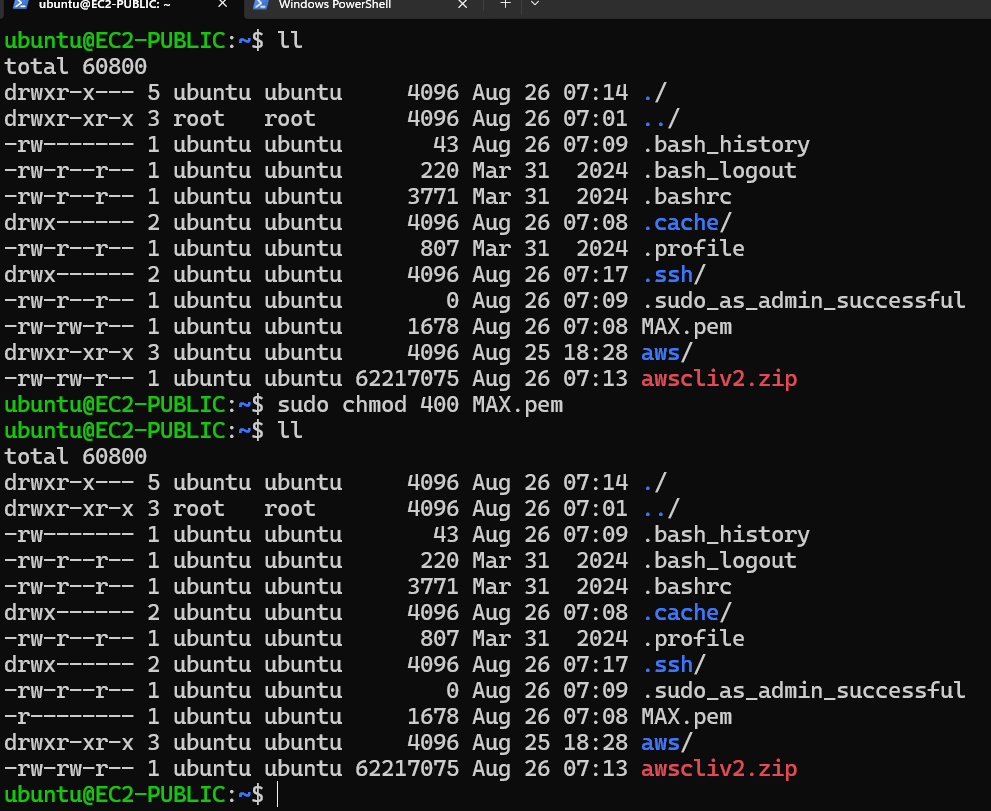 ubuntu@EC2-PUBLIC: ~ Windows PowerShell
ubuntu@EC2-PUBLIC:~$ ll
total 60800
drwxr-x--- 5 ubuntu ubuntu     4096 Aug 26 07:14 ./
drwxr-xr-x 3 root   root       4096 Aug 26 07:01 ../
-rw------- 1 ubuntu ubuntu       43 Aug 26 07:09 .bash_history
-rw-r--r-- 1 ubuntu ubuntu      220 Mar 31  2024 .bash_logout
-rw-r--r-- 1 ubuntu ubuntu     3771 Mar 31  2024 .bashrc
drwx------ 2 ubuntu ubuntu     4096 Aug 26 07:08 .cache/
-rw-r--r-- 1 ubuntu ubuntu      807 Mar 31  2024 .profile
drwx------ 2 ubuntu ubuntu     4096 Aug 26 07:17 .ssh/
-rw-r--r-- 1 ubuntu ubuntu        0 Aug 26 07:09 .sudo_as_admin_successful
-rw-rw-r-- 1 ubuntu ubuntu     1678 Aug 26 07:08 MAX.pem
drwxr-xr-x 3 ubuntu ubuntu     4096 Aug 25 18:28 aws/
-rw-rw-r-- 1 ubuntu ubuntu 62217075 Aug 26 07:13 awscliv2.zip
ubuntu@EC2-PUBLIC:~$ sudo chmod 400 MAX.pem
ubuntu@EC2-PUBLIC:~$ ll
total 60800
drwxr-x--- 5 ubuntu ubuntu     4096 Aug 26 07:14 ./
drwxr-xr-x 3 root   root       4096 Aug 26 07:01 ../
-rw------- 1 ubuntu ubuntu       43 Aug 26 07:09 .bash_history
-rw-r--r-- 1 ubuntu ubuntu      220 Mar 31  2024 .bash_logout
-rw-r--r-- 1 ubuntu ubuntu     3771 Mar 31  2024 .bashrc
drwx------ 2 ubuntu ubuntu     4096 Aug 26 07:08 .cache/
-rw-r--r-- 1 ubuntu ubuntu      807 Mar 31  2024 .profile
drwx------ 2 ubuntu ubuntu     4096 Aug 26 07:17 .ssh/
-rw-r--r-- 1 ubuntu ubuntu        0 Aug 26 07:09 .sudo_as_admin_successful
-r-------- 1 ubuntu ubuntu     1678 Aug 26 07:08 MAX.pem
drwxr-xr-x 3 ubuntu ubuntu     4096 Aug 25 18:28 aws/
-rw-rw-r-- 1 ubuntu ubuntu 62217075 Aug 26 07:13 awscliv2.zip
ubuntu@EC2-PUBLIC:~$